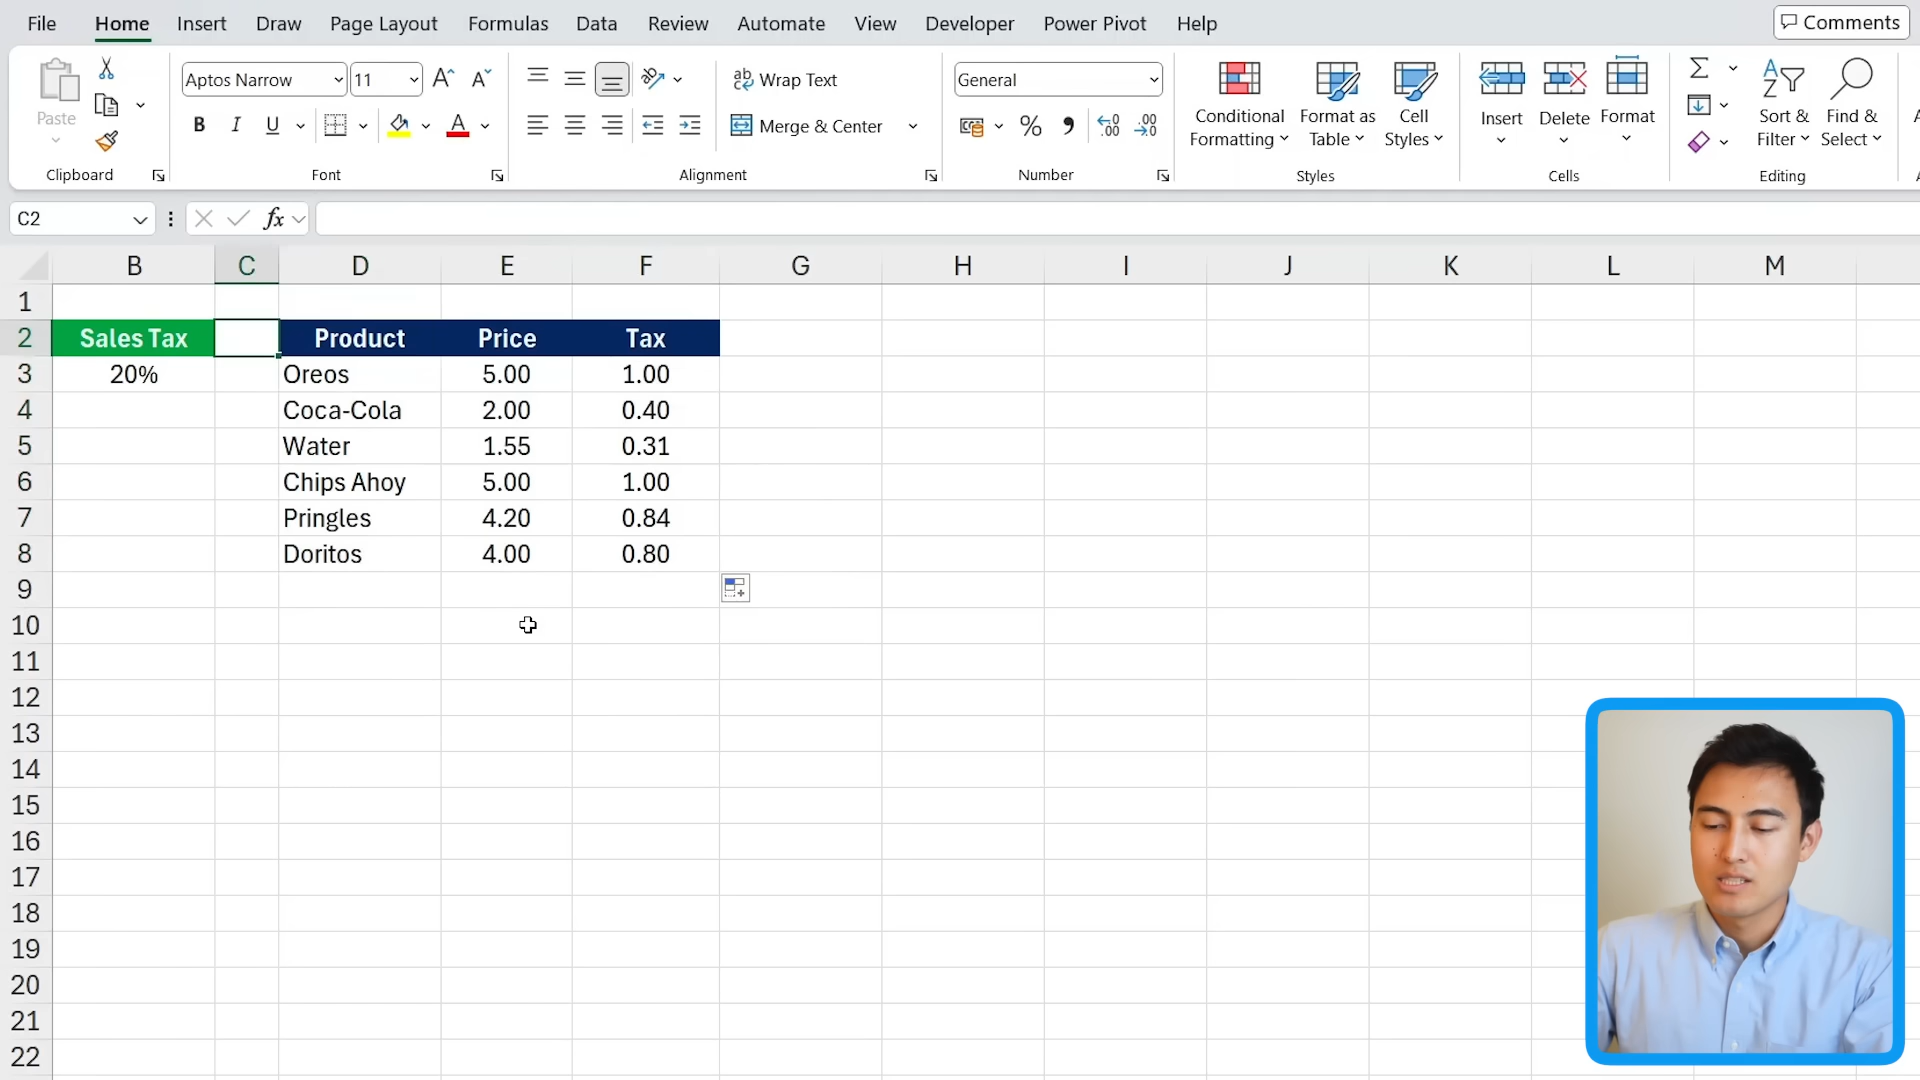 File Home Insert Draw Page Layout Formulas Data Review View Automate Developer Power Pivot Help Comments
Paste
Clipboard
Aptos Narrow 11
B I U A
Font
ab Wrap Text
Merge & Center
Alignment
General
% , .00
Number
Conditional Formatting
Format as Table
Cell Styles
Styles
Insert Delete Format
Cells
Sort & Filter
Find & Select
Editing
C2 fx
B C D E F G H I J K L M
1
2 Sales Tax Product Price Tax
3 20% Oreos 5.00 1.00
4 Coca-Cola 2.00 0.40
5 Water 1.55 0.31
6 Chips Ahoy 5.00 1.00
7 Pringles 4.20 0.84
8 Doritos 4.00 0.80
9
10
11
12
13
14
15
16
17
18
19
20
21
22